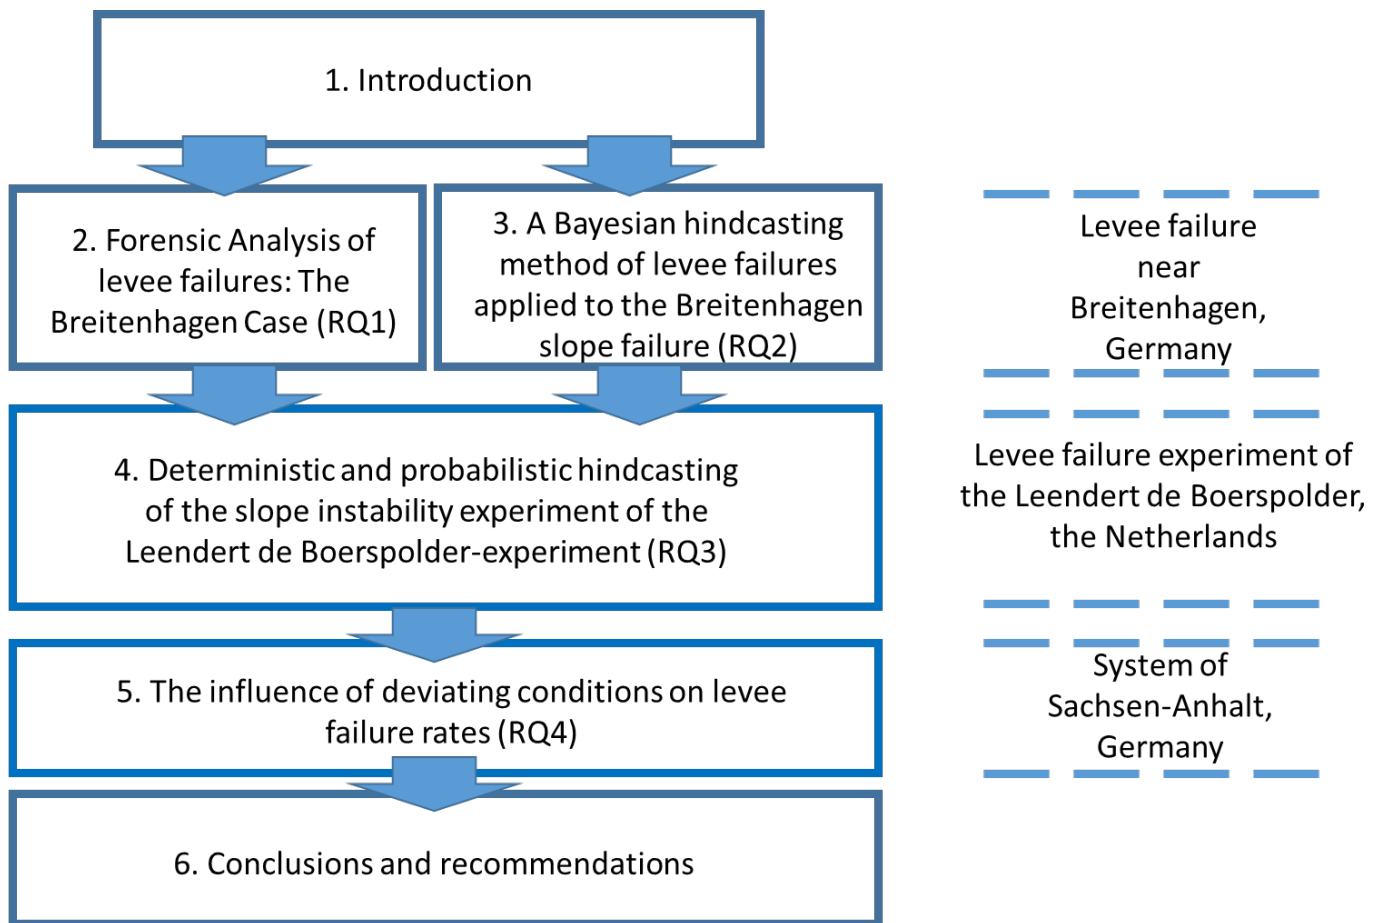 1. Introduction
2. Forensic Analysis of
levee failures: The
Breitenhagen Case (RQ1)
3. A Bayesian hindcasting
method of levee failures
applied to the Breitenhagen
slope failure (RQ2)
Levee failure
near
Breitenhagen,
Germany
4. Deterministic and probabilistic hindcasting
of the slope instability experiment of the
Leendert de Boerspolder-experiment (RQ3)
Levee failure experiment of
the Leendert de Boerspolder,
the Netherlands
5. The influence of deviating conditions on levee
failure rates (RQ4)
System of
Sachsen-Anhalt,
Germany
6. Conclusions and recommendations